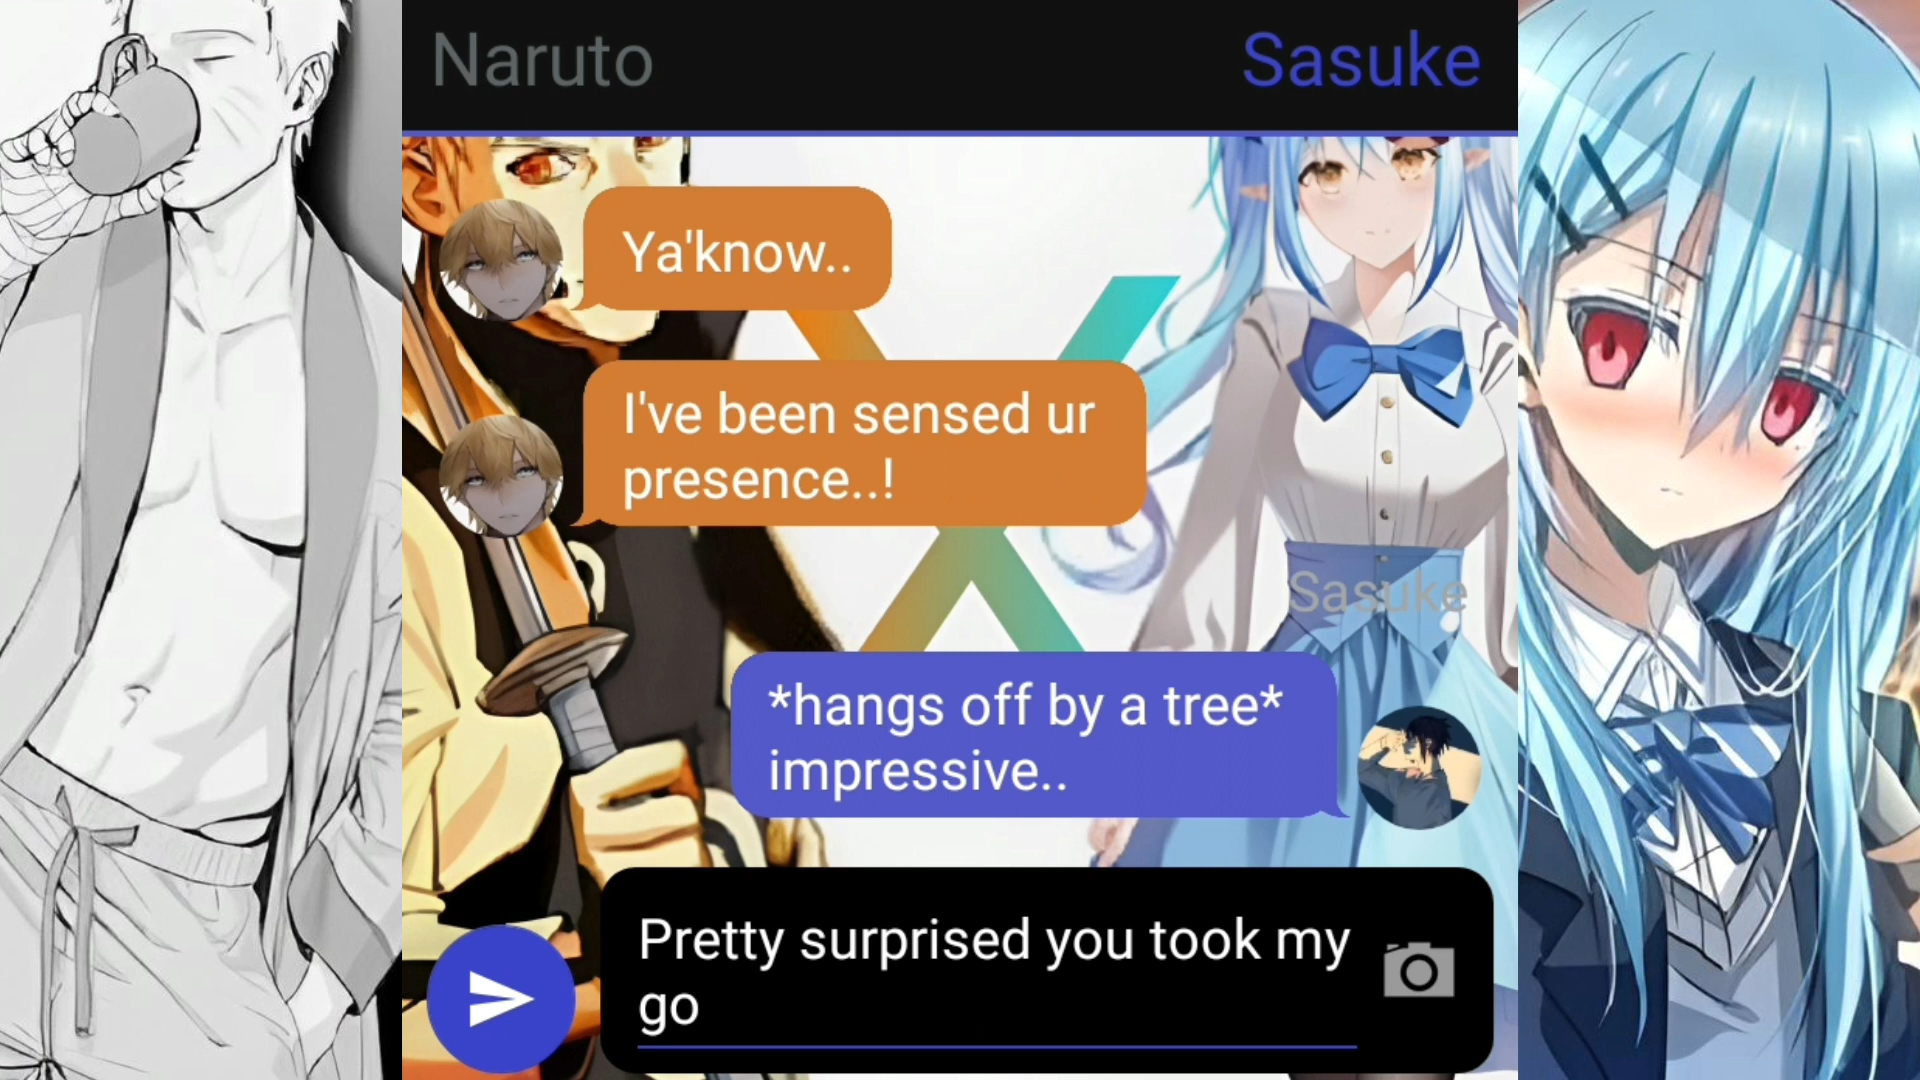 Naruto
Sasuke
Ya'know..
I've been sensed ur
presence..!
Sasuke
*hangs off by a tree*
impressive..
Pretty surprised you took my
go